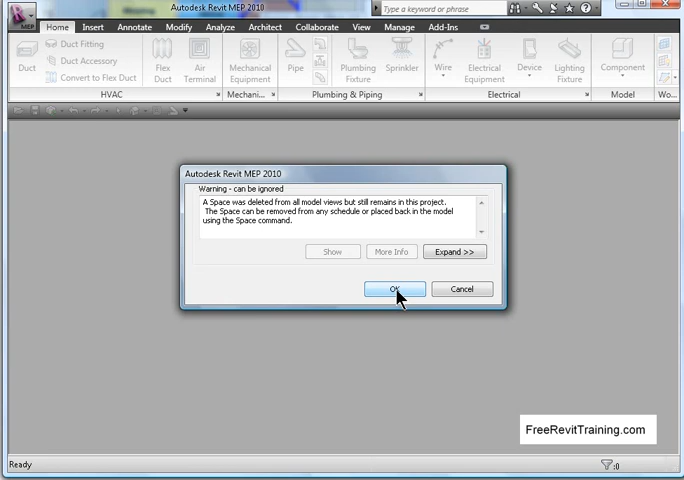 Autodesk Revit MEP 2010
Type a keyword or phrase
MEP
Home Insert Annotate Modify Analyze Architect Collaborate View Manage Add-Ins
Duct
Duct Fitting
Duct Accessory
Convert to Flex Duct
Flex Duct
Air Terminal
Mechanical Equipment
Pipe
Plumbing Fixture
Sprinkler
Wire
Electrical Equipment
Device
Lighting Fixture
Component
HVAC Mechani... Plumbing & Piping Electrical Model Wo...
Autodesk Revit MEP 2010
Warning - can be ignored
A Space was deleted from all model views but still remains in this project.
The Space can be removed from any schedule or placed back in the model
using the Space command.
Show More Info Expand >>
OK Cancel
FreeRevitTraining.com
Ready :0